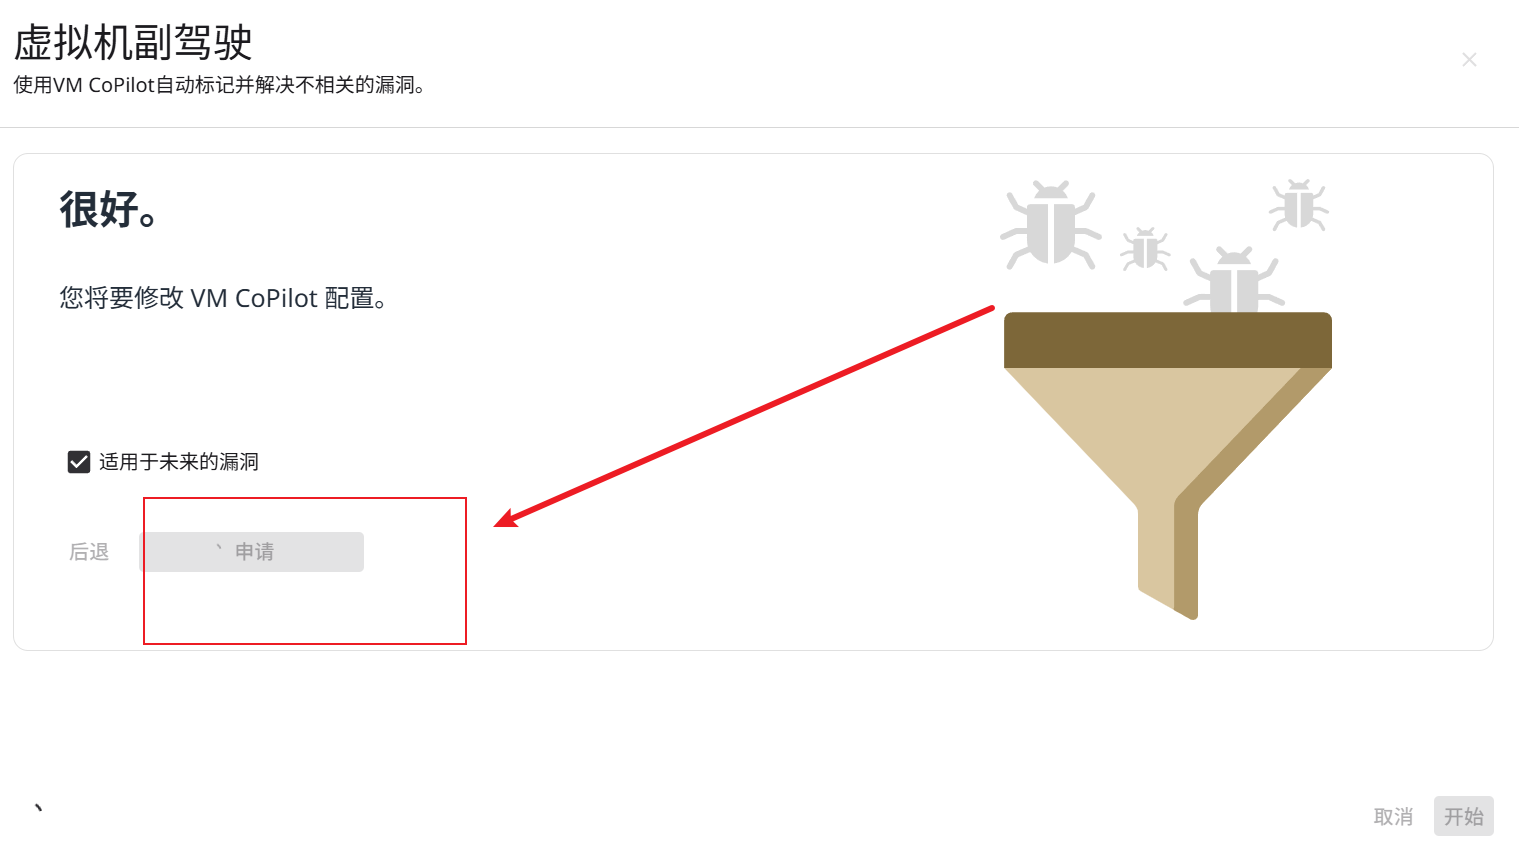 虚拟机副驾驶
使用VM CoPilot自动标记并解决不相关的漏洞。
很好。
您将要修改 VM CoPilot 配置。
适用于未来的漏洞
后退
、申请
、
取消
开始